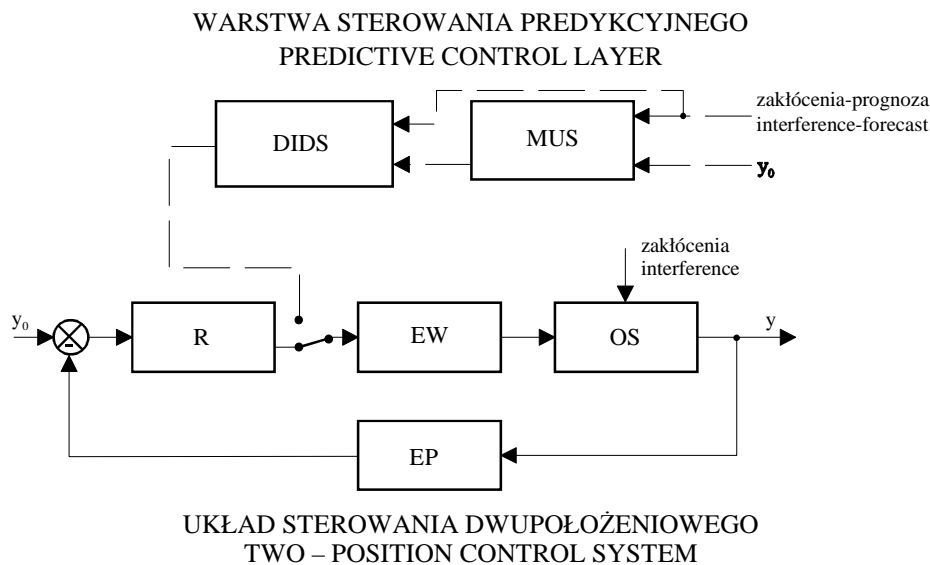 WARSTWA STEROWANIA PREDYKCYJNEGO
PREDICTIVE CONTROL LAYER
zakłócenia-prognoza
interference-forecast
DIDS
MUS
y₀
zakłócenia
interference
y₀
R
EW
OS
y
-
EP
UKŁAD STEROWANIA DWUPOŁOŻENIOWEGO
TWO – POSITION CONTROL SYSTEM